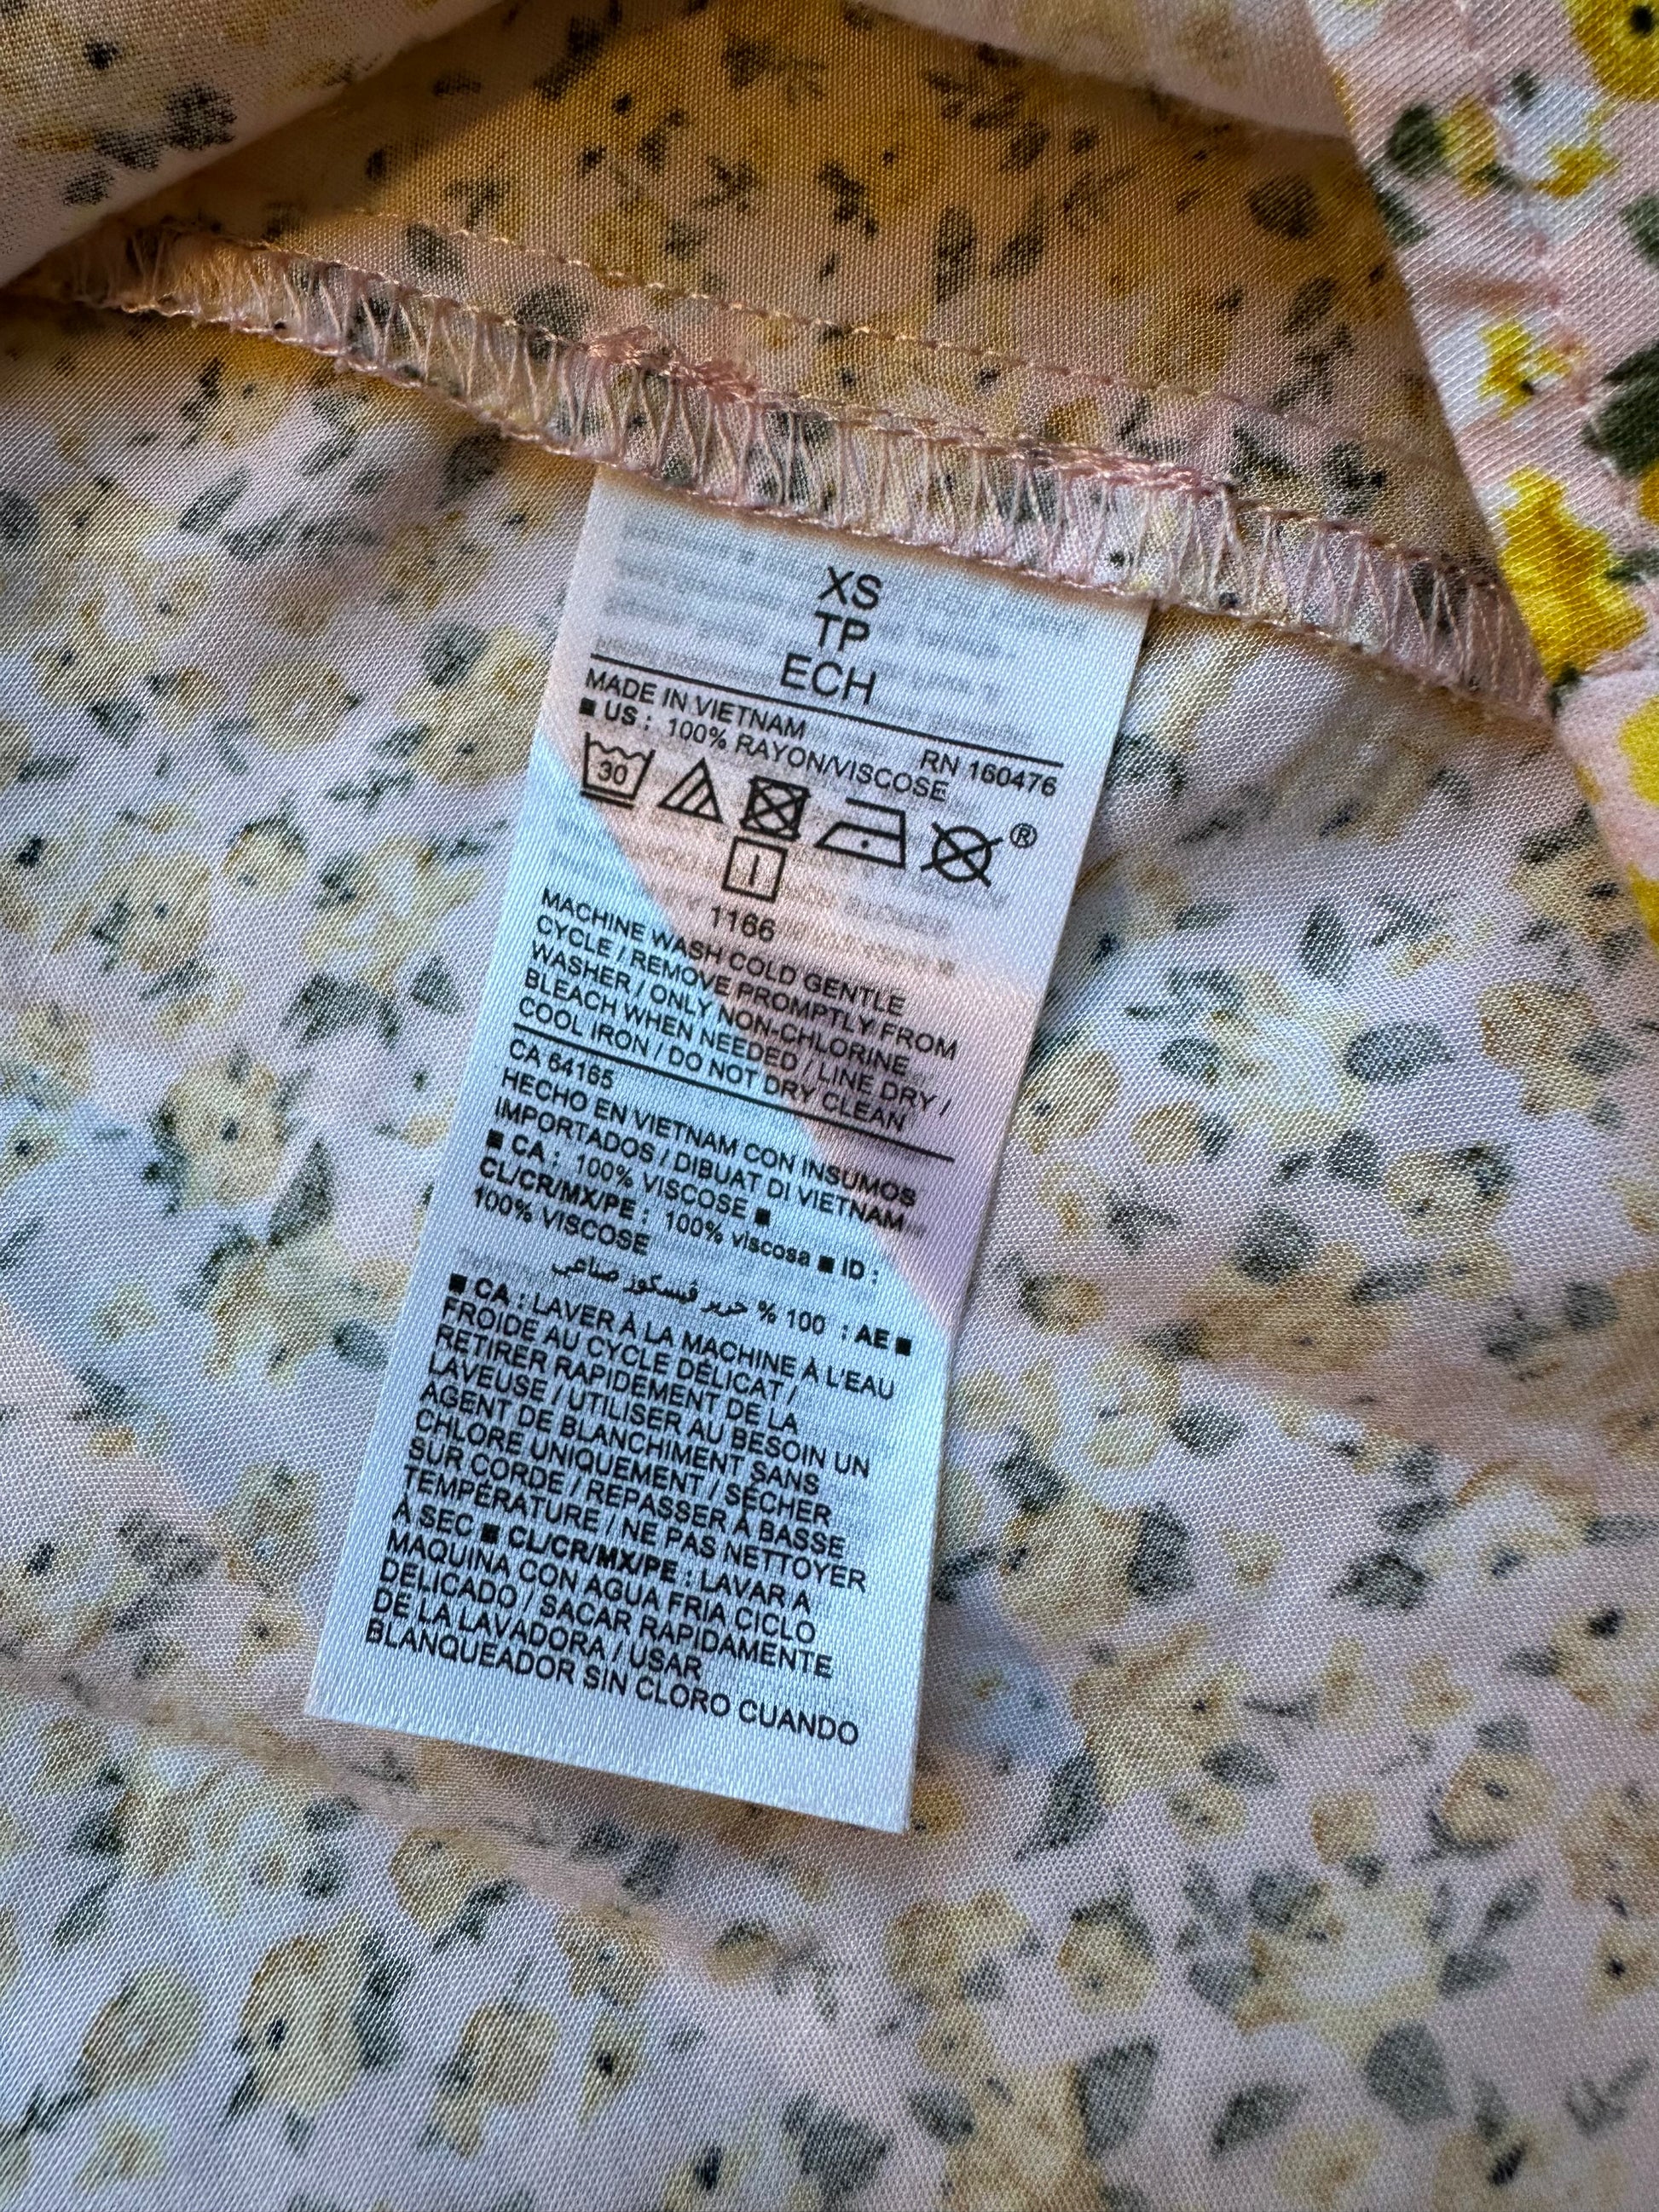 XS
TP
ECH
MADE IN VIETNAM
RN 160476
■ US : 100% RAYON/VISCOSE
30
®
1166
MACHINE WASH COLD GENTLE
CYCLE / REMOVE PROMPTLY FROM
WASHER / ONLY NON-CHLORINE
BLEACH WHEN NEEDED / LINE DRY /
COOL IRON / DO NOT DRY CLEAN
CA 64165
HECHO EN VIETNAM CON INSUMOS
IMPORTADOS / DIBUAT DI VIETNAM
■ CA : 100% VISCOSE ■
CL/CR/MX/PE : 100% viscosa ■ ID :
100% VISCOSE
■ AE : 100 % حرير ڤيسكوز صناعي
■ CA : LAVER À LA MACHINE À L'EAU
FROIDE AU CYCLE DÉLICAT /
RETIRER RAPIDEMENT DE LA
LAVEUSE / UTILISER AU BESOIN UN
AGENT DE BLANCHIMENT SANS
CHLORE UNIQUEMENT / SÉCHER
SUR CORDE / REPASSER À BASSE
TEMPÉRATURE / NE PAS NETTOYER
À SEC ■ CL/CR/MX/PE : LAVAR A
MAQUINA CON AGUA FRIA CICLO
DELICADO / SACAR RAPIDAMENTE
DE LA LAVADORA / USAR
BLANQUEADOR SIN CLORO CUANDO